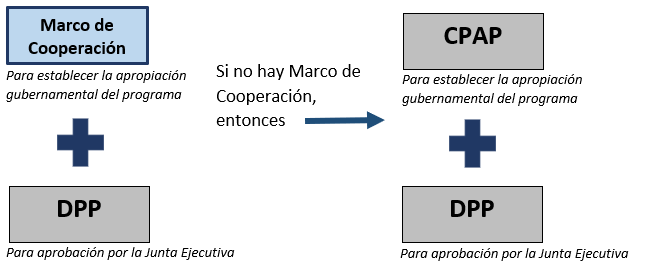 Marco de
Cooperación
Para establecer la apropiación
gubernamental del programa
DPP
Para aprobación por la Junta Ejecutiva
Si no hay Marco de
Cooperación,
entonces
CPAP
Para establecer la apropiación
gubernamental del programa
DPP
Para aprobación por la Junta Ejecutiva